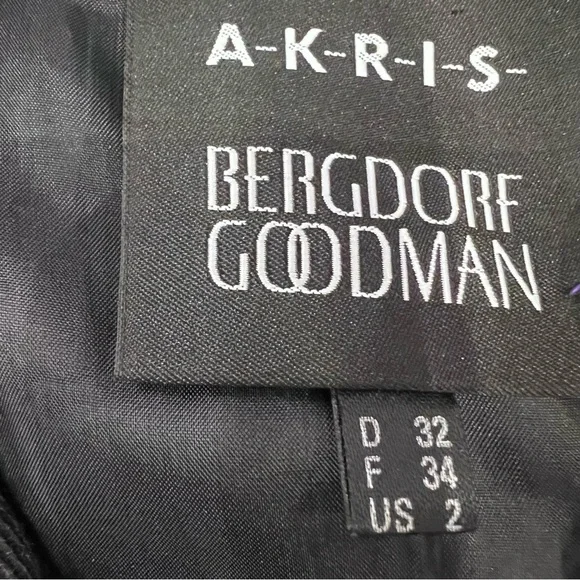 A-K-R-I-S-
BERGDORF
GOODMAN
D 32
F 34
US 2